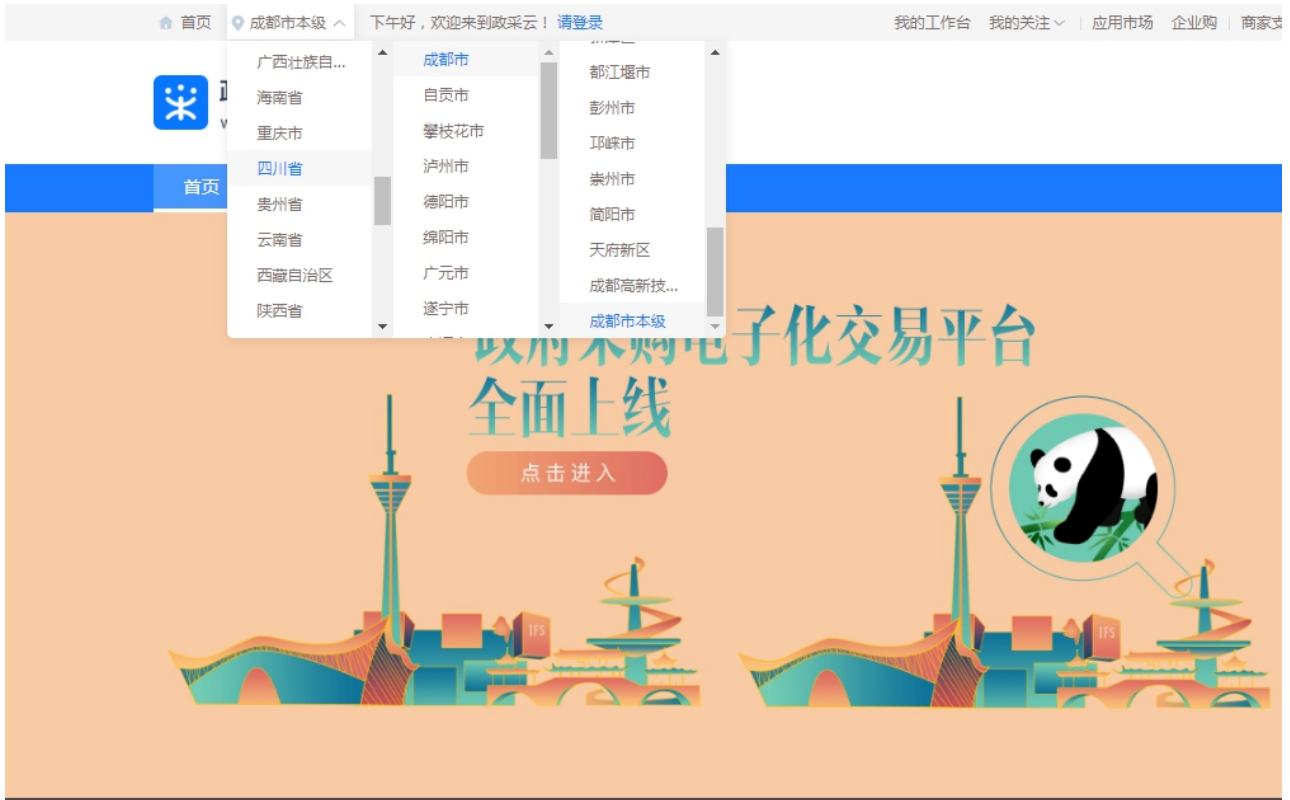 首页 成都市本级 下午好，欢迎来到政采云！ 请登录 我的工作台 我的关注 应用市场 企业购 商家支
广西壮族自...
海南省
重庆市
四川省
贵州省
云南省
西藏自治区
陕西省
成都市
自贡市
攀枝花市
泸州市
德阳市
绵阳市
广元市
遂宁市
都江堰市
彭州市
邛崃市
崇州市
简阳市
天府新区
成都高新技...
成都市本级
首页
政府采购电子化交易平台
全面上线
点击进入
IFS
IFS